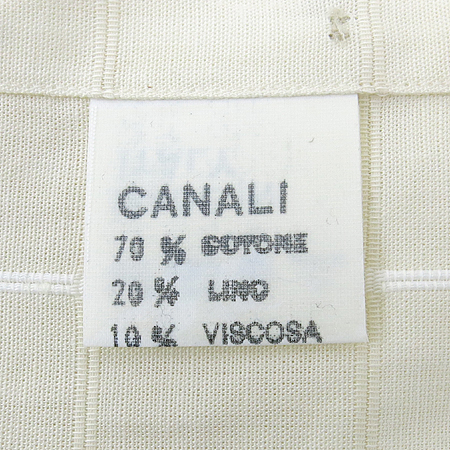 CANALI
70 % COTONE
20 % LINO
10 % VISCOSA